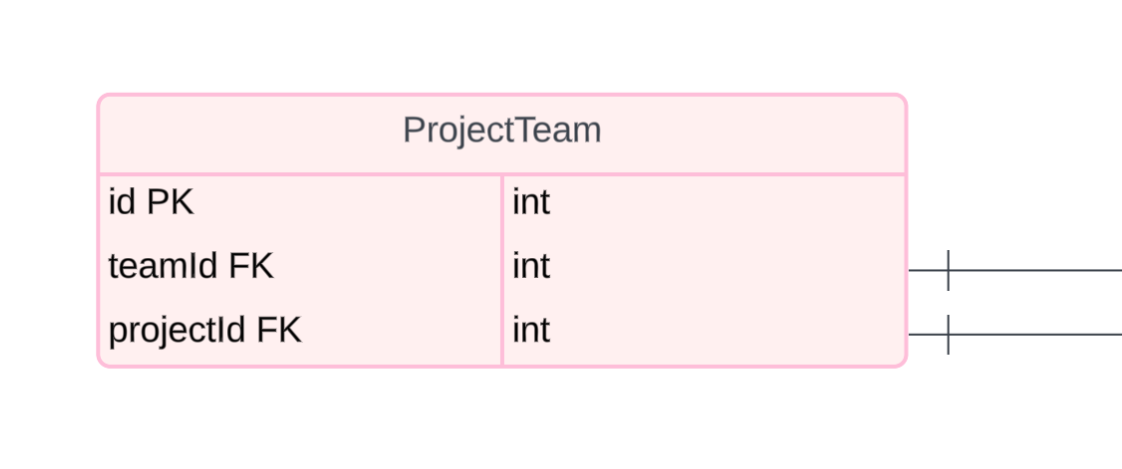 ProjectTeam
id PK int
teamId FK int
projectId FK int